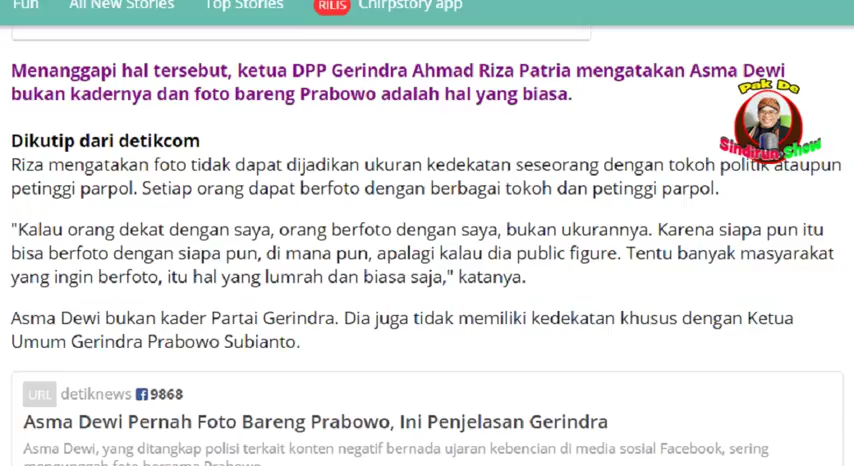 Fun All New Stories Top Stories RILIS Chirpstory app
Menanggapi hal tersebut, ketua DPP Gerindra Ahmad Riza Patria mengatakan Asma Dewi
bukan kadernya dan foto bareng Prabowo adalah hal yang biasa.
Pak De
Sindiran Show
Dikutip dari detikcom
Riza mengatakan foto tidak dapat dijadikan ukuran kedekatan seseorang dengan tokoh politik ataupun
petinggi parpol. Setiap orang dapat berfoto dengan berbagai tokoh dan petinggi parpol.
"Kalau orang dekat dengan saya, orang berfoto dengan saya, bukan ukurannya. Karena siapa pun itu
bisa berfoto dengan siapa pun, di mana pun, apalagi kalau dia public figure. Tentu banyak masyarakat
yang ingin berfoto, itu hal yang lumrah dan biasa saja," katanya.
Asma Dewi bukan kader Partai Gerindra. Dia juga tidak memiliki kedekatan khusus dengan Ketua
Umum Gerindra Prabowo Subianto.
URL detiknews f 9868
Asma Dewi Pernah Foto Bareng Prabowo, Ini Penjelasan Gerindra
Asma Dewi, yang ditangkap polisi terkait konten negatif bernada ujaran kebencian di media sosial Facebook, sering
mengunggah foto bersama Prabowo